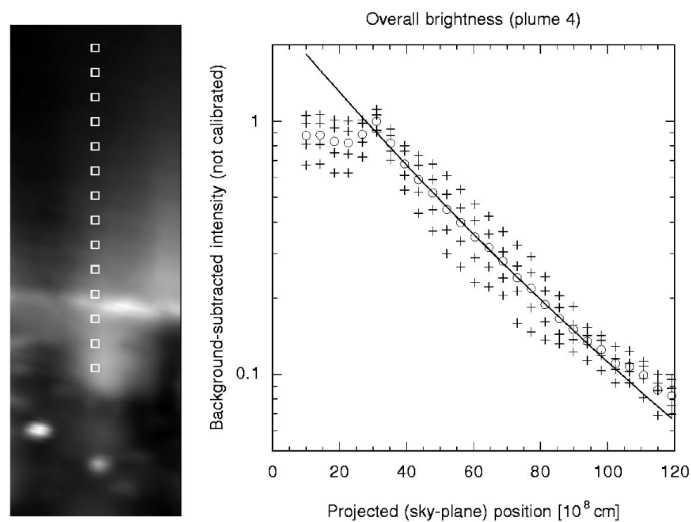 Overall brightness (plume 4)
Background-subtracted intensity (not calibrated)
1
0.1
0 20 40 60 80 100 120
Projected (sky-plane) position [10⁸ cm]